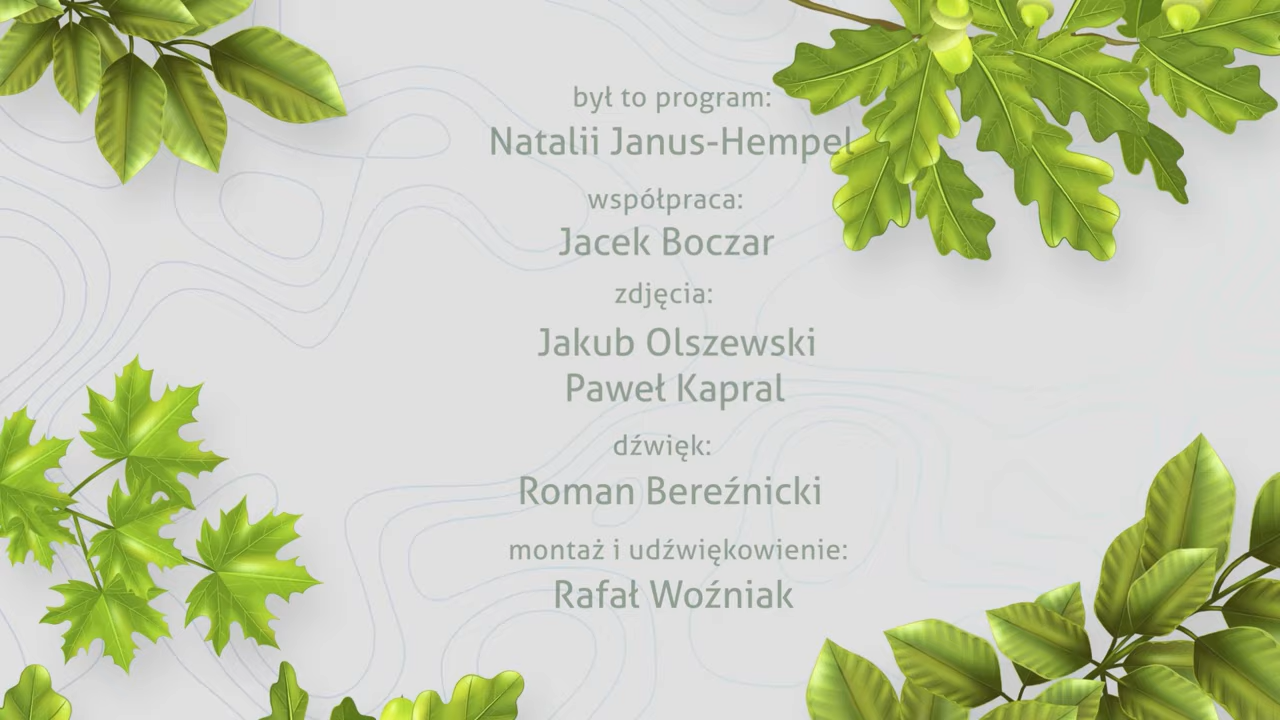 był to program:
Natalii Janus-Hempel
współpraca:
Jacek Boczar
zdjęcia:
Jakub Olszewski
Paweł Kapral
dźwięk:
Roman Bereźnicki
montaż i udźwiękowienie:
Rafał Woźniak